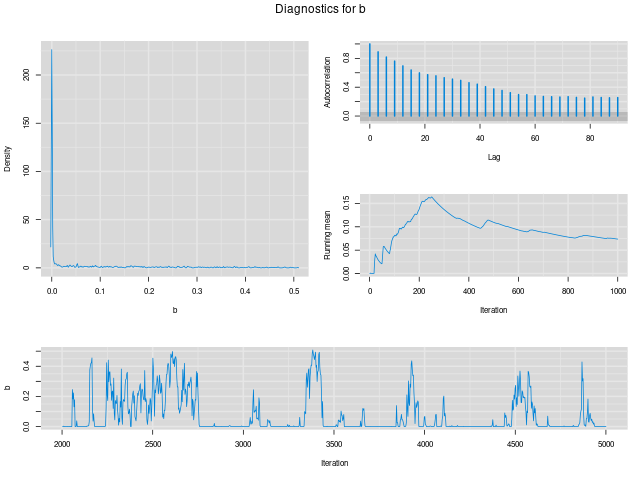 Diagnostics for b
Density
0 50 100 150 200
0.0 0.1 0.2 0.3 0.4 0.5
b
Autocorrelation
0.0 0.4 0.8
0 20 40 60 80
Lag
Running mean
0.00 0.05 0.10 0.15
0 200 400 600 800 1000
Iteration
b
0.0 0.2 0.4
2000 2500 3000 3500 4000 4500 5000
Iteration